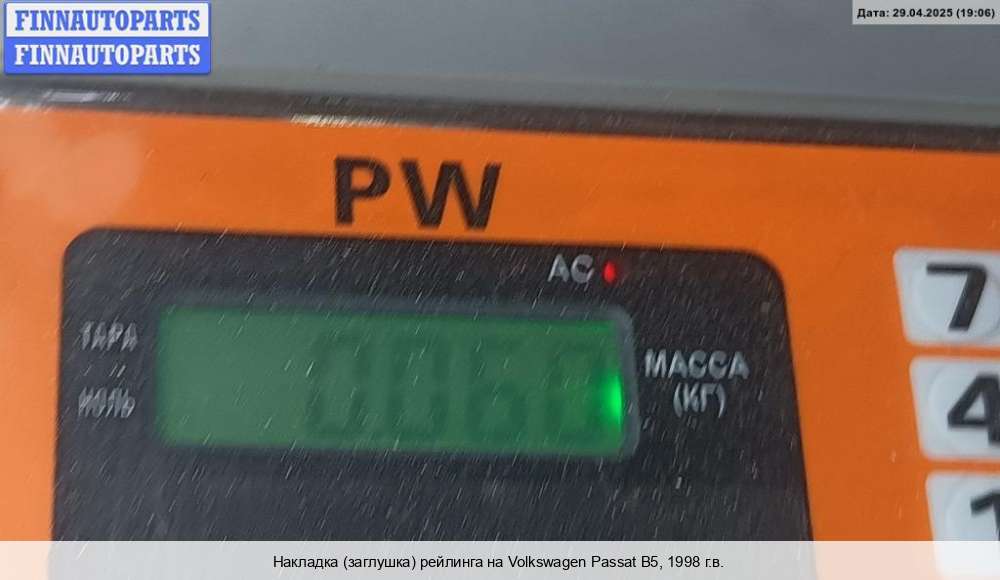 FINNAUTOPARTS
FINNAUTOPARTS
Дата: 29.04.2025 (19:06)
PW
AC
7
ТАРА
НОЛЬ
МАССА
(КГ)
4
1
Накладка (заглушка) рейлинга на Volkswagen Passat B5, 1998 г.в.